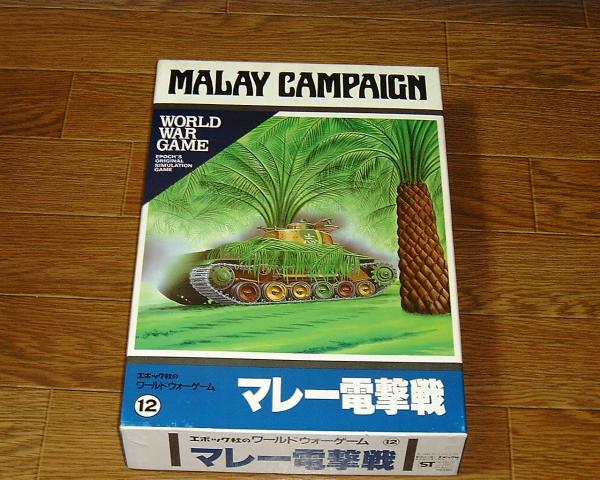 MALAY CAMPAIGN
WORLD
WAR
GAME
EPOCH'S
ORIGINAL
SIMULATION
GAME
エポック社の
ワールドウォーゲーム
12
マレー電撃戦
エポック社のワールドウォーゲーム 12
マレー電撃戦
ST